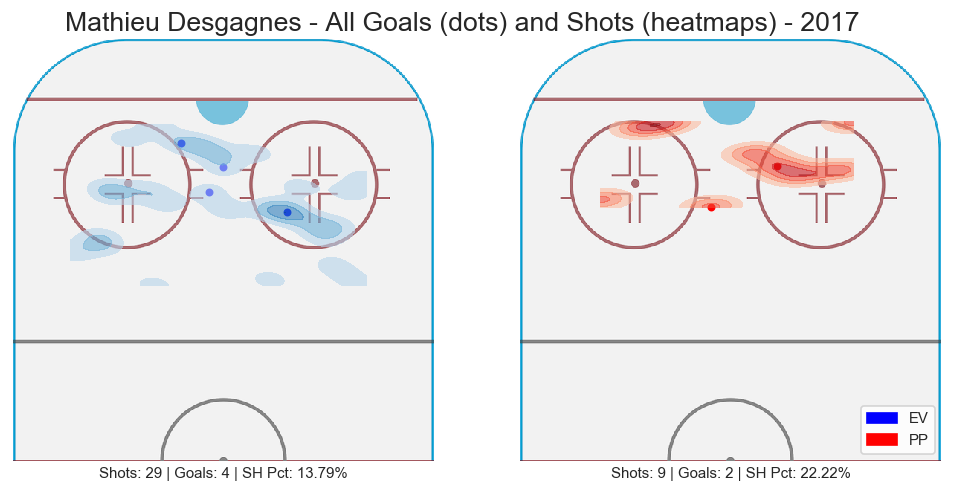 Mathieu Desgagnes - All Goals (dots) and Shots (heatmaps) - 2017
EV
PP
Shots: 29 | Goals: 4 | SH Pct: 13.79%
Shots: 9 | Goals: 2 | SH Pct: 22.22%